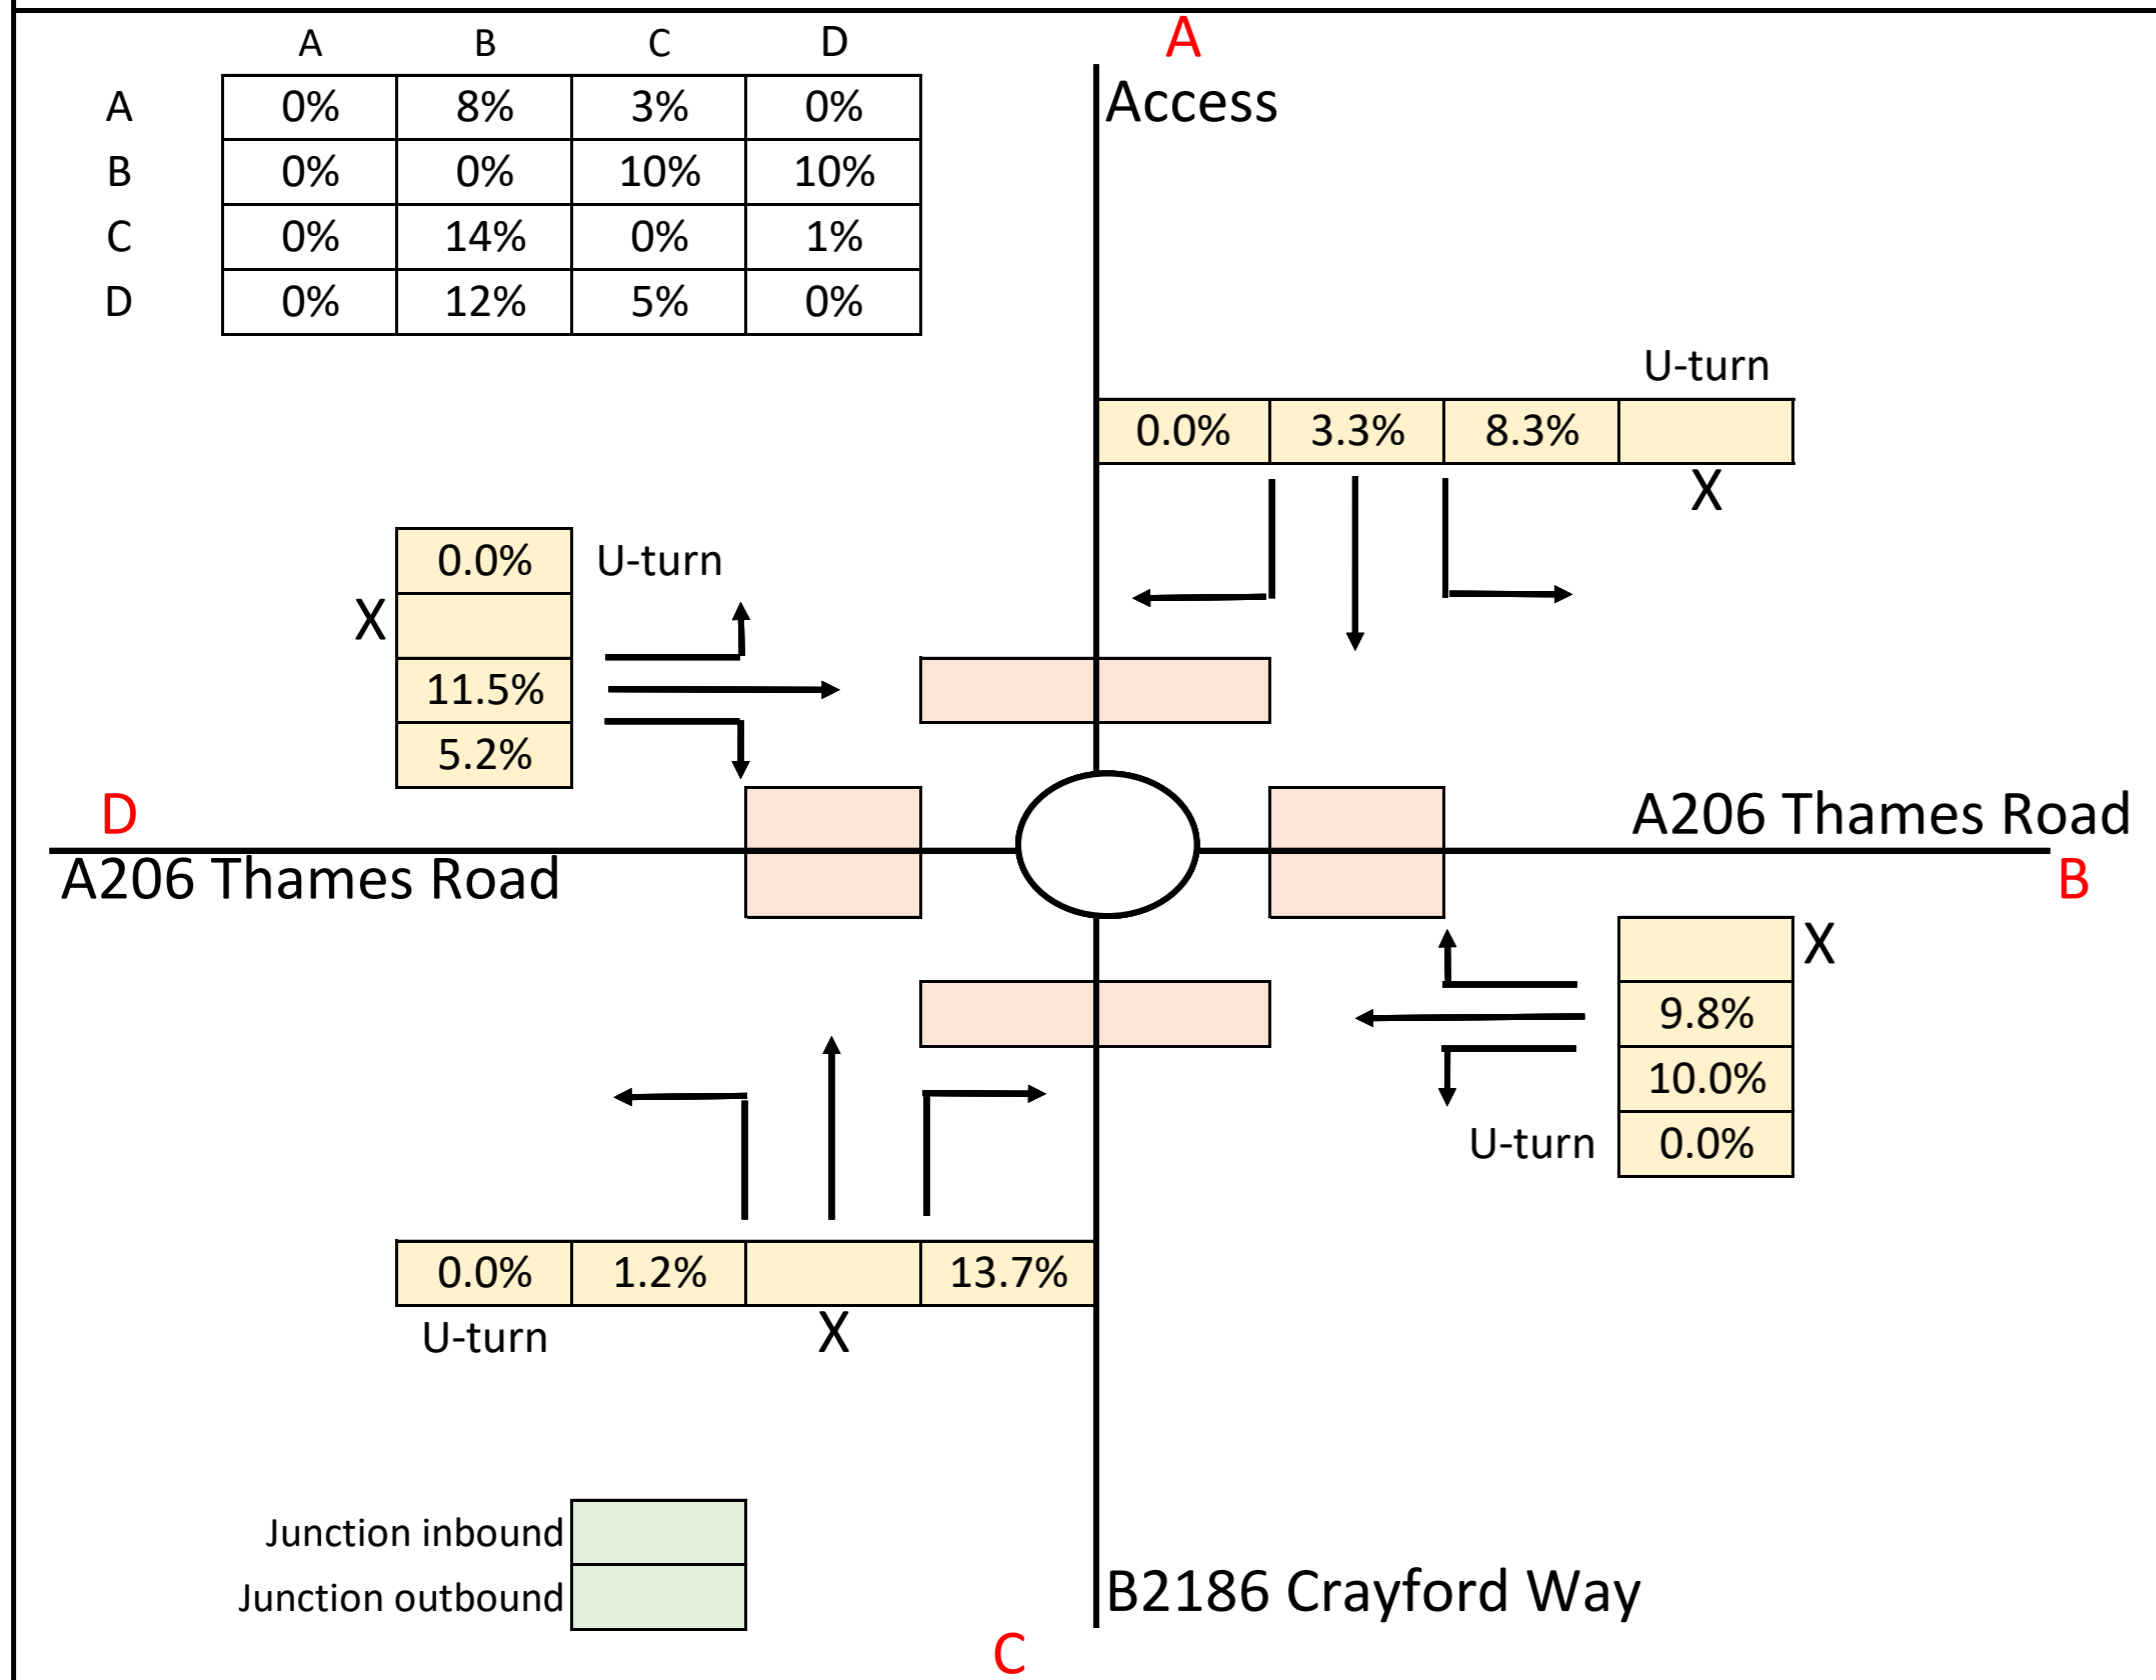 A
A B C D
A 0% 8% 3% 0%
Access
B 0% 0% 10% 10%
C 0% 14% 0% 1%
D 0% 12% 5% 0%
U-turn
0.0% 3.3% 8.3%
X
0.0% U-turn
X
11.5%
5.2%
D
A206 Thames Road
A206 Thames Road
B
X
9.8%
10.0%
U-turn 0.0%
0.0% 1.2% 13.7%
U-turn X
Junction inbound
Junction outbound
B2186 Crayford Way
C